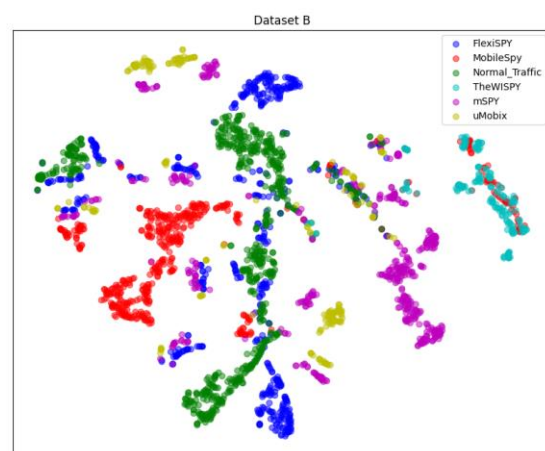 Dataset B
FlexiSPY
MobileSpy
Normal_Traffic
TheWISPY
mSPY
uMobix